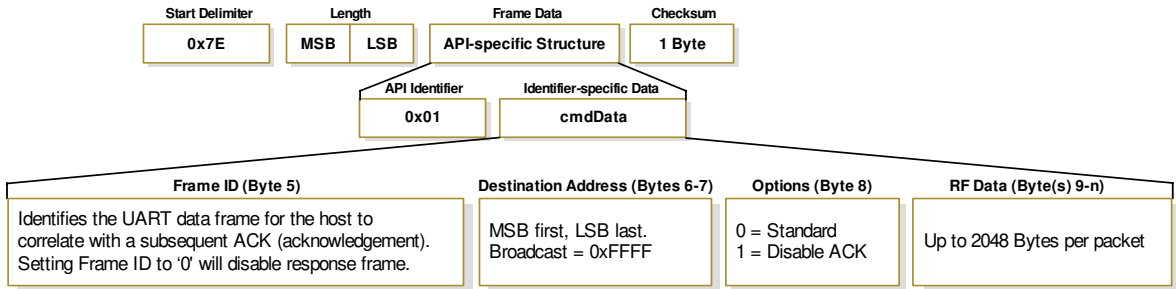 Start Delimiter Length Frame Data Checksum
0x7E MSB LSB API-specific Structure 1 Byte
API Identifier Identifier-specific Data
0x01 cmdData
Frame ID (Byte 5)
Identifies the UART data frame for the host to
correlate with a subsequent ACK (acknowledgement).
Setting Frame ID to ‘0' will disable response frame.
Destination Address (Bytes 6-7)
MSB first, LSB last.
Broadcast = 0xFFFF
Options (Byte 8)
0 = Standard
1 = Disable ACK
RF Data (Byte(s) 9-n)
Up to 2048 Bytes per packet